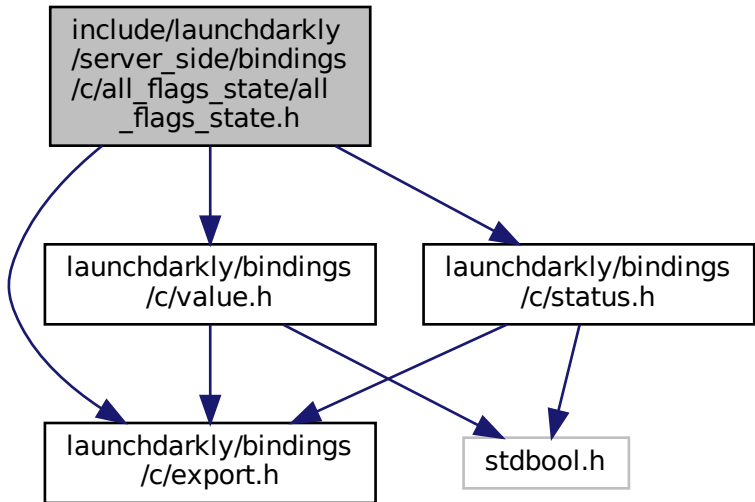 include/launchdarkly
/server_side/bindings
/c/all_flags_state/all
_flags_state.h
launchdarkly/bindings
/c/value.h
launchdarkly/bindings
/c/status.h
launchdarkly/bindings
/c/export.h
stdbool.h